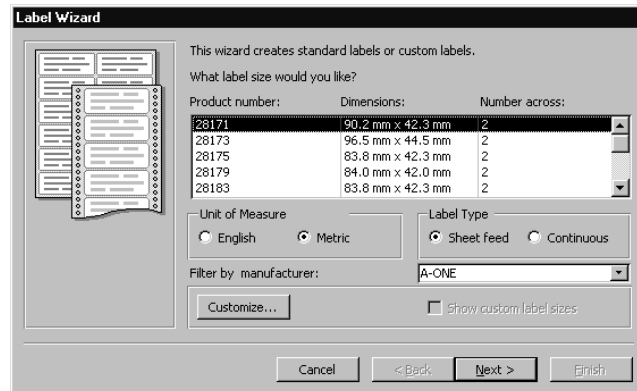 Label Wizard
This wizard creates standard labels or custom labels.
What label size would you like?
Product number: Dimensions: Number across:
28171 90.2 mm x 42.3 mm 2
28173 96.5 mm x 44.5 mm 2
28175 83.8 mm x 42.3 mm 2
28179 84.0 mm x 42.0 mm 2
28183 83.8 mm x 42.3 mm 2
Unit of Measure Label Type
English Metric Sheet feed Continuous
Filter by manufacturer: A-ONE
Customize... Show custom label sizes
Cancel < Back Next > Finish